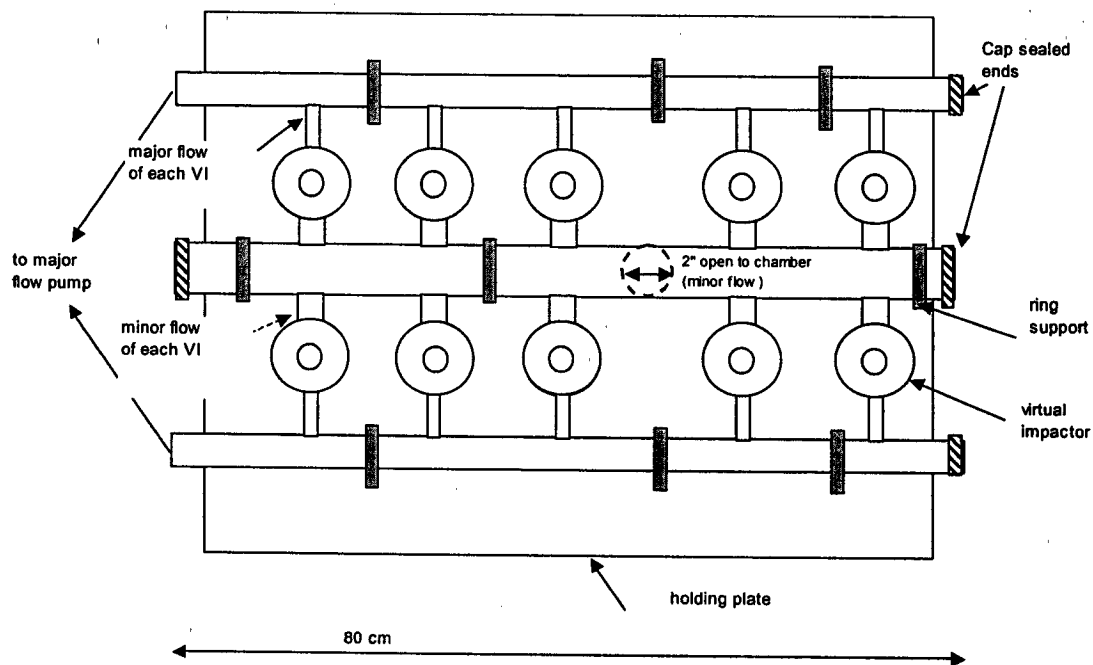 Cap sealed
ends
major flow
of each VI
to major
flow pump
2" open to chamber
(minor flow )
minor flow
of each VI
ring
support
virtual
impactor
holding plate
80 cm